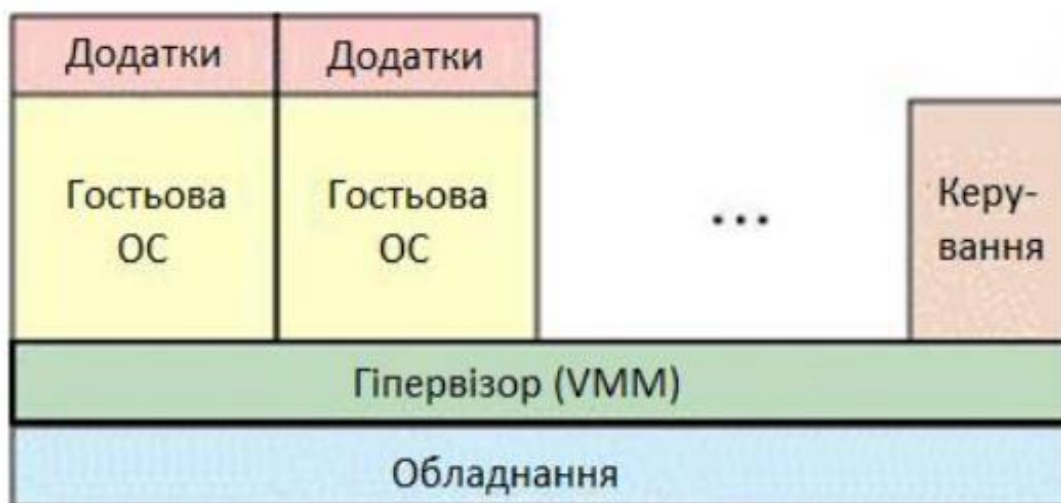 Додатки
Додатки
Гостьова
ОС
Гостьова
ОС
...
Керу-
вання
Гіпервізор (VMM)
Обладнання